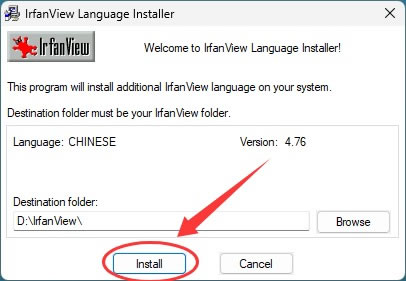 IrfanView Language Installer
IrfanView
Welcome to IrfanView Language Installer!
This program will install additional IrfanView language on your system.
Destination folder must be your IrfanView folder.
Language: CHINESE Version: 4.76
Destination folder:
D:\IrfanView\
Browse
Install Cancel